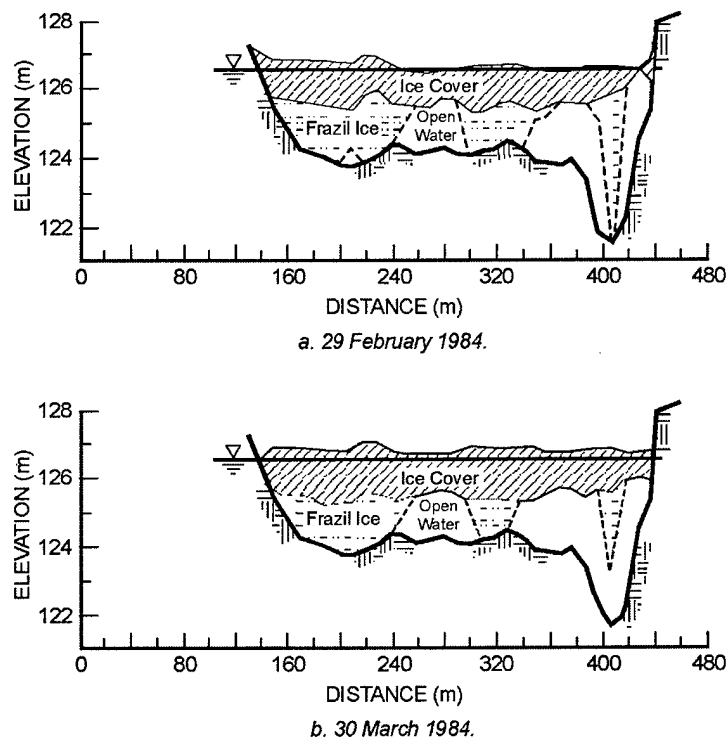 128
126
124
122
ELEVATION (m)
Ice Cover
Frazil Ice
Open
Water
0 80 160 240 320 400 480
DISTANCE (m)
a. 29 February 1984.
128
126
124
122
ELEVATION (m)
Ice Cover
Frazil Ice
Open
Water
0 80 160 240 320 400 480
DISTANCE (m)
b. 30 March 1984.